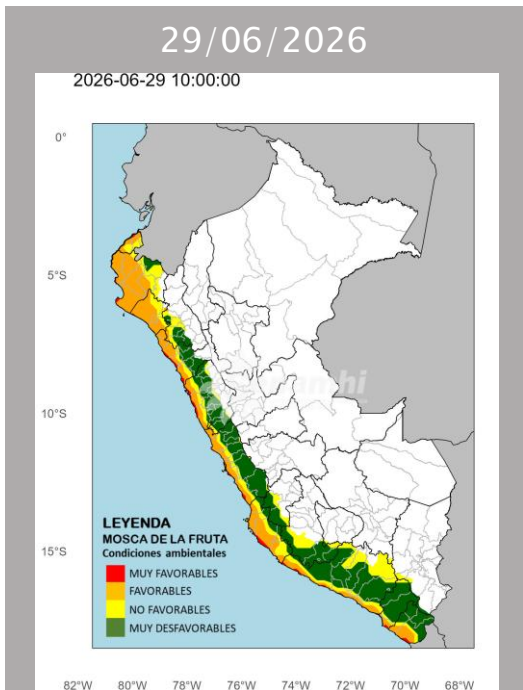 29/06/2026
2026-06-29 10:00:00
0°
5°S
10°S
15°S
LEYENDA
MOSCA DE LA FRUTA
Condiciones ambientales
MUY FAVORABLES
FAVORABLES
NO FAVORABLES
MUY DESFAVORABLES
82°W 80°W 78°W 76°W 74°W 72°W 70°W 68°W